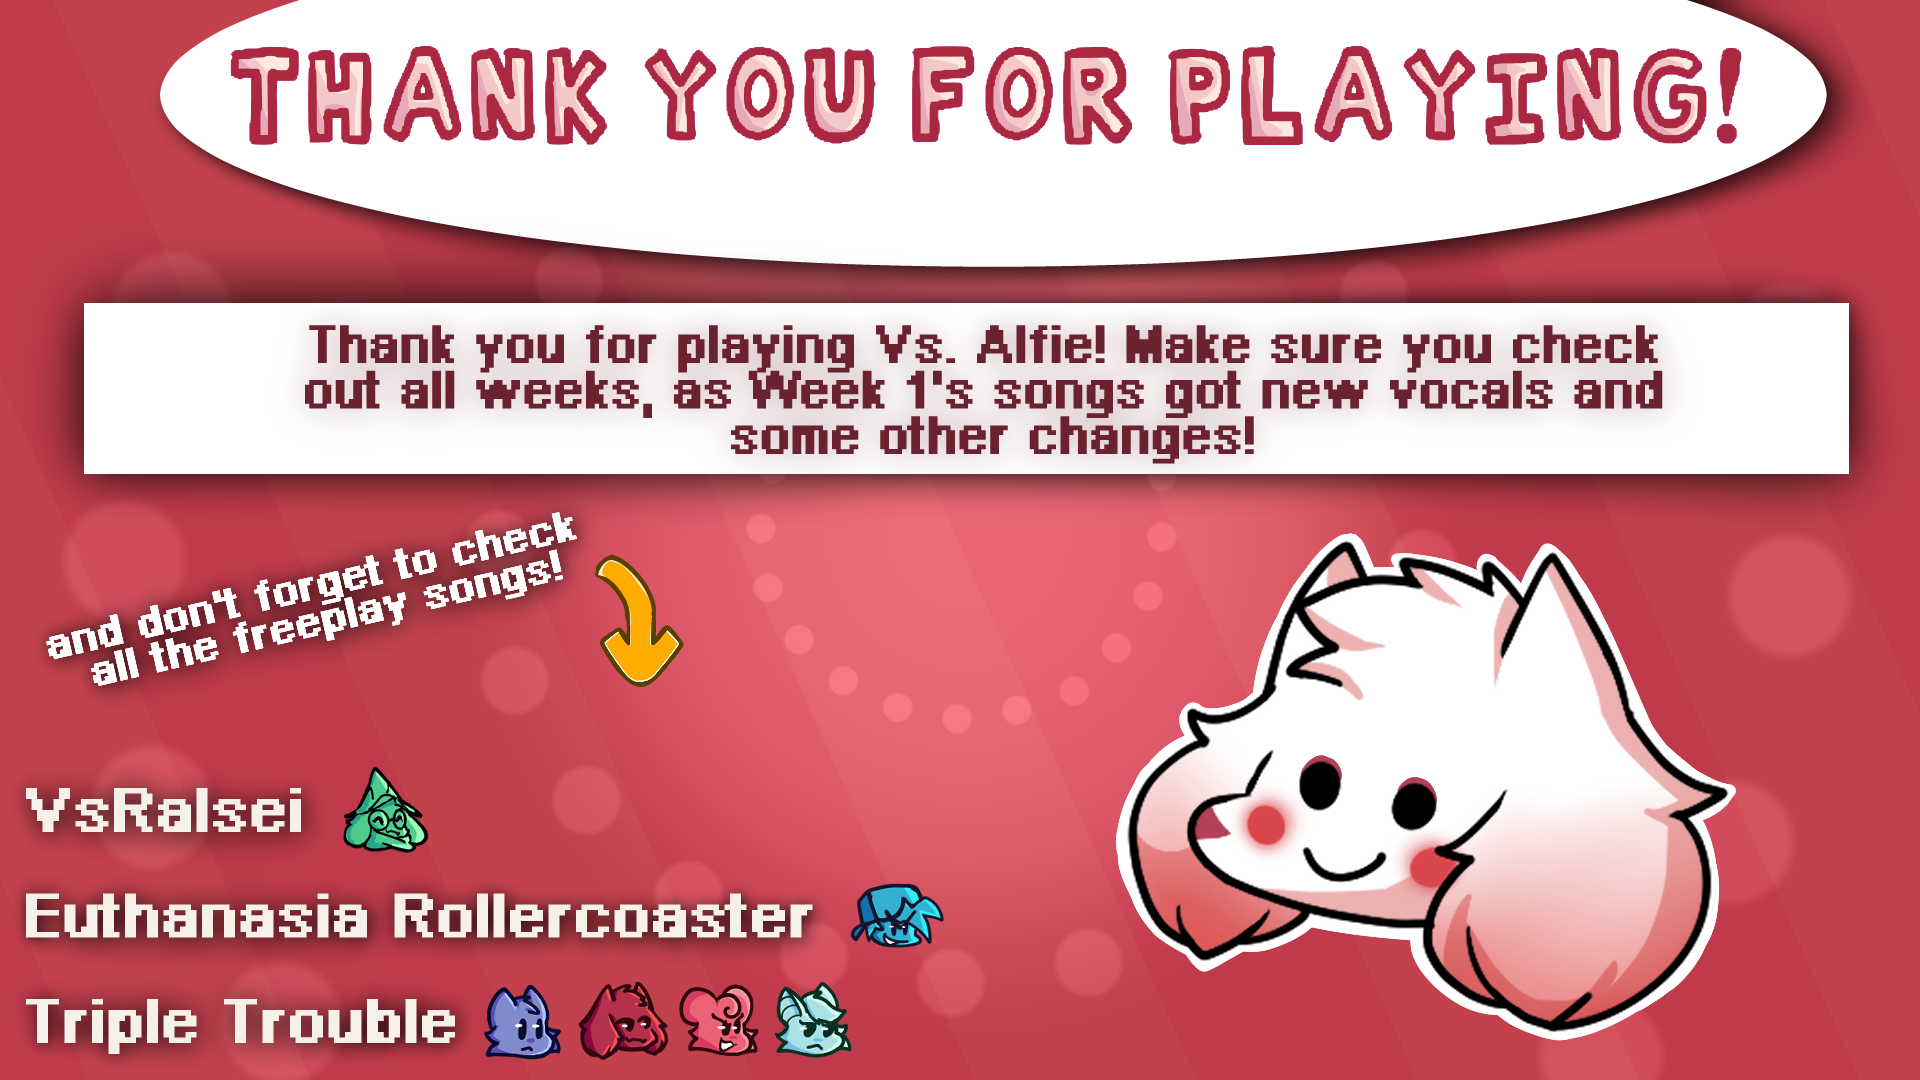 THANK YOU FOR PLAYING!
Thank you for playing Vs. Alfie! Make sure you check
out all weeks, as Week 1's songs got new vocals and
some other changes!
and don't forget to check
all the freeplay songs!
VsRalsei
Euthanasia Rollercoaster
Triple Trouble